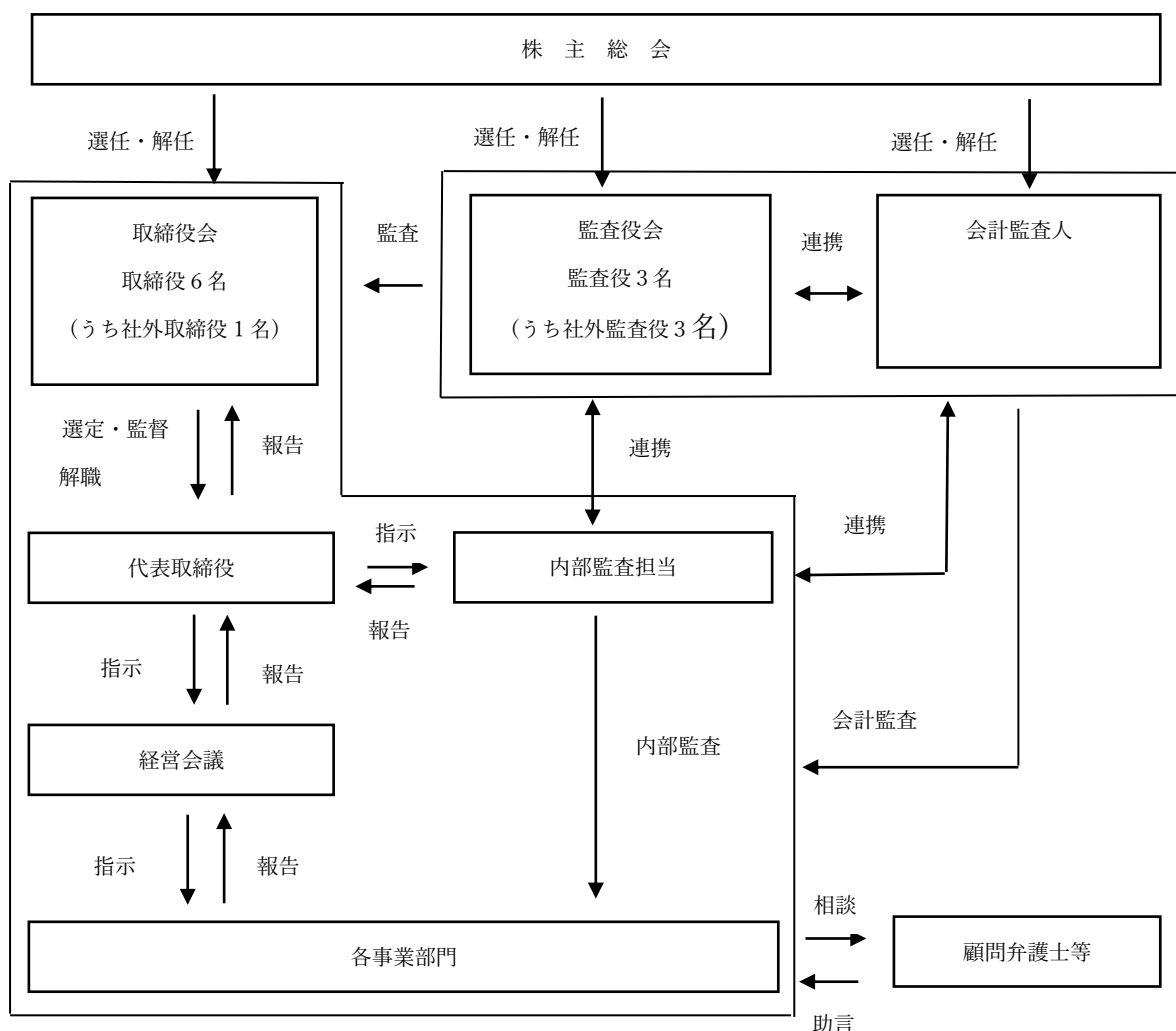 株 主 総 会
選任・解任
選任・解任
選任・解任
取締役会
取締役6名
(うち社外取締役1名)
監査
監査役会
監査役3名
(うち社外監査役3名)
連携
会計監査人
選定・監督
解職
報告
連携
連携
代表取締役
指示
報告
内部監査担当
指示
報告
会計監査
経営会議
内部監査
指示
報告
各事業部門
相談
助言
顧問弁護士等